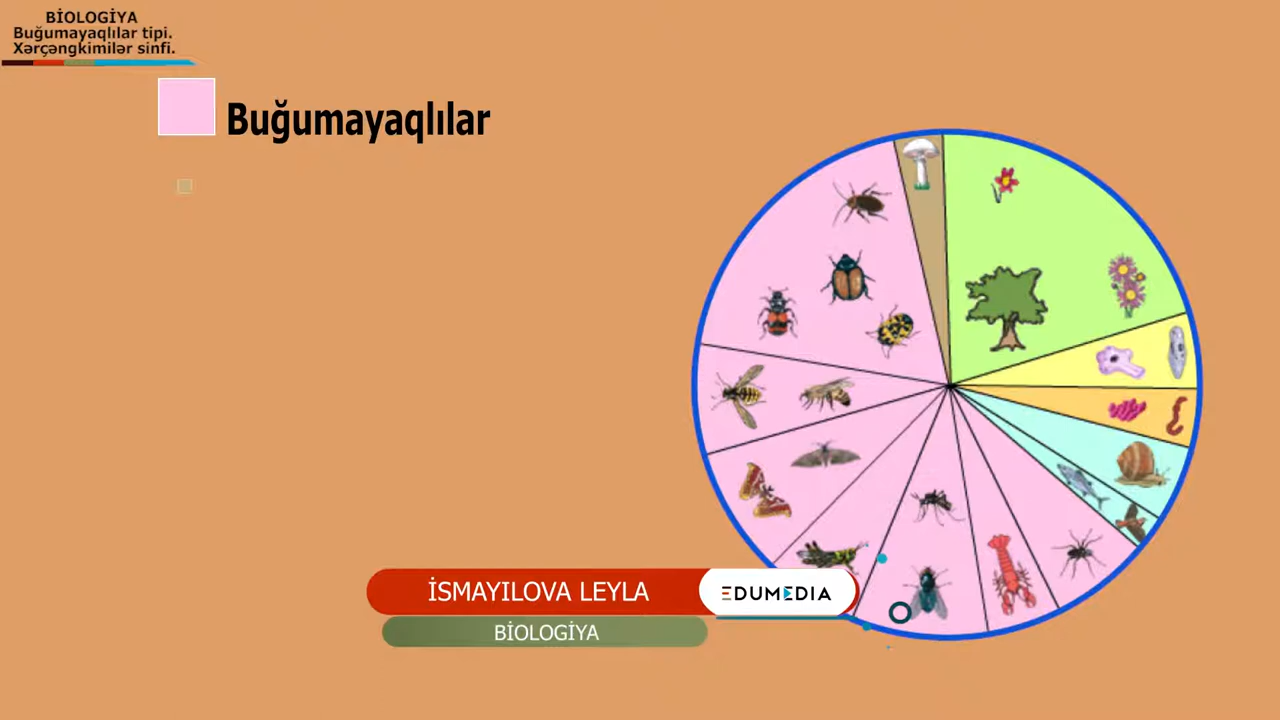 BİOLOGİYA
Buğumayaqlılar tipi.
Xərçəngkimilər sinfi.
Buğumayaqlılar
İSMAYILOVA LEYLA
EDUMEDIA
BİOLOGİYA